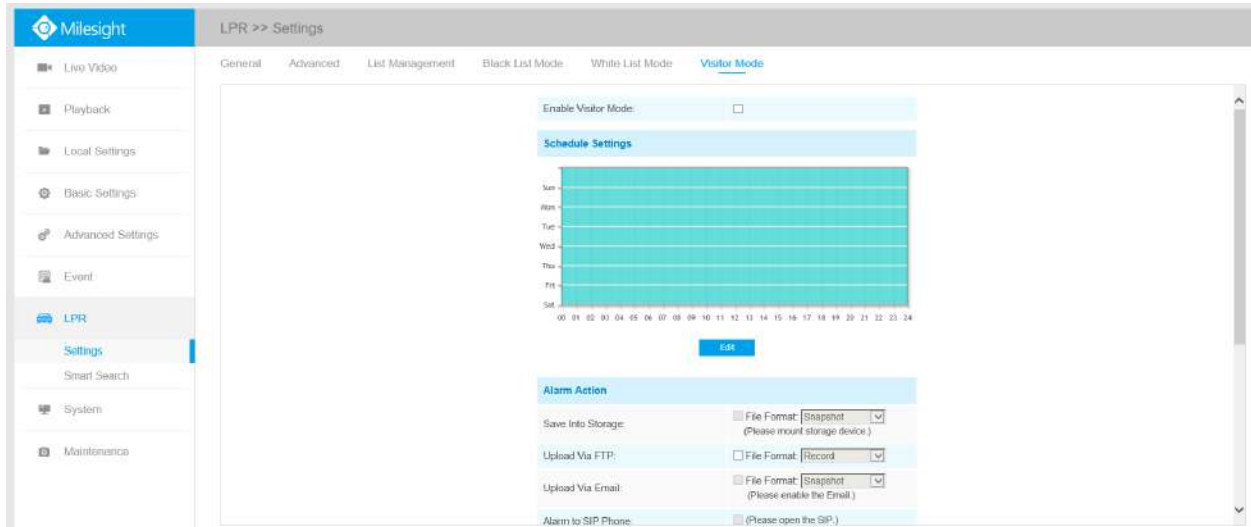 Milesight
LPR >> Settings
Live Video
Playback
Local Settings
Basic Settings
Advanced Settings
Event
LPR
Settings
Smart Search
System
Maintenance
General Advanced List Management Black List Mode White List Mode Visitor Mode
Enable Visitor Mode:
Schedule Settings
Sun
Mon
Tue
Wed
Thu
Fri
Sat
00 01 02 03 04 05 06 07 08 09 10 11 12 13 14 15 16 17 18 19 20 21 22 23 24
Edit
Alarm Action
Save Into Storage: File Format: Snapshot
(Please mount storage device.)
Upload Via FTP: File Format: Record
Upload Via Email: File Format: Snapshot
(Please enable the Email.)
Alarm to SIP Phone: (Please open the SIP.)